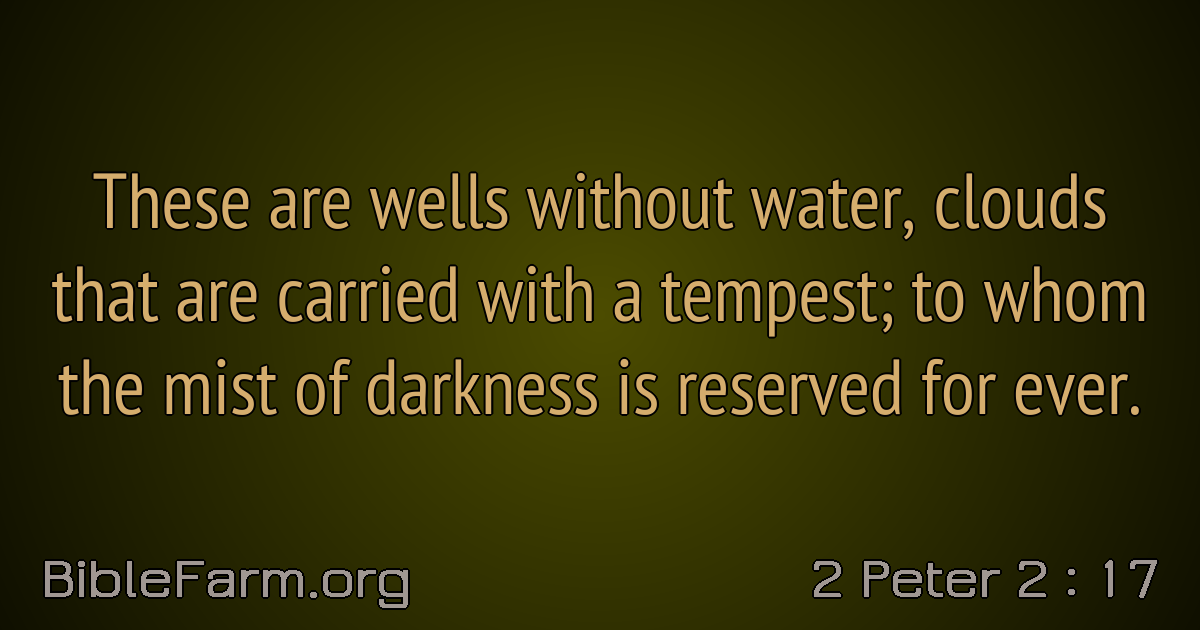 These are wells without water, clouds
that are carried with a tempest; to whom
the mist of darkness is reserved for ever.
BibleFarm.org
2 Peter 2 : 17